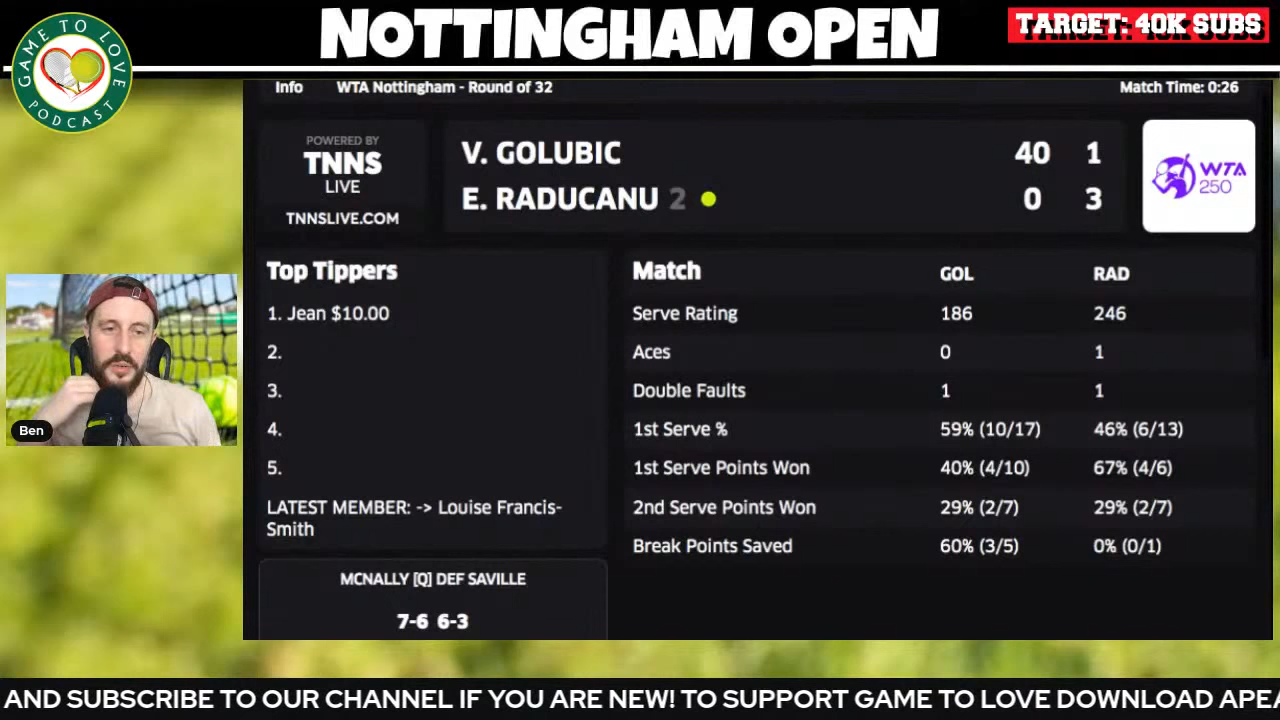 NOTTINGHAM OPEN
TARGET: 40K SUBS
GAME TO LOVE
PODCAST
Info WTA Nottingham - Round of 32 Match Time: 0:26
POWERED BY
TNNS
LIVE
TNNSLIVE.COM
V. GOLUBIC 40 1
E. RADUCANU 2 0 3
WTA
250
Top Tippers
1. Jean $10.00
2.
3.
4.
5.
LATEST MEMBER: -> Louise Francis-
Smith
MCNALLY [Q] DEF SAVILLE
7-6 6-3
Match GOL RAD
Serve Rating 186 246
Aces 0 1
Double Faults 1 1
1st Serve % 59% (10/17) 46% (6/13)
1st Serve Points Won 40% (4/10) 67% (4/6)
2nd Serve Points Won 29% (2/7) 29% (2/7)
Break Points Saved 60% (3/5) 0% (0/1)
Ben
AND SUBSCRIBE TO OUR CHANNEL IF YOU ARE NEW! TO SUPPORT GAME TO LOVE DOWNLOAD APEA